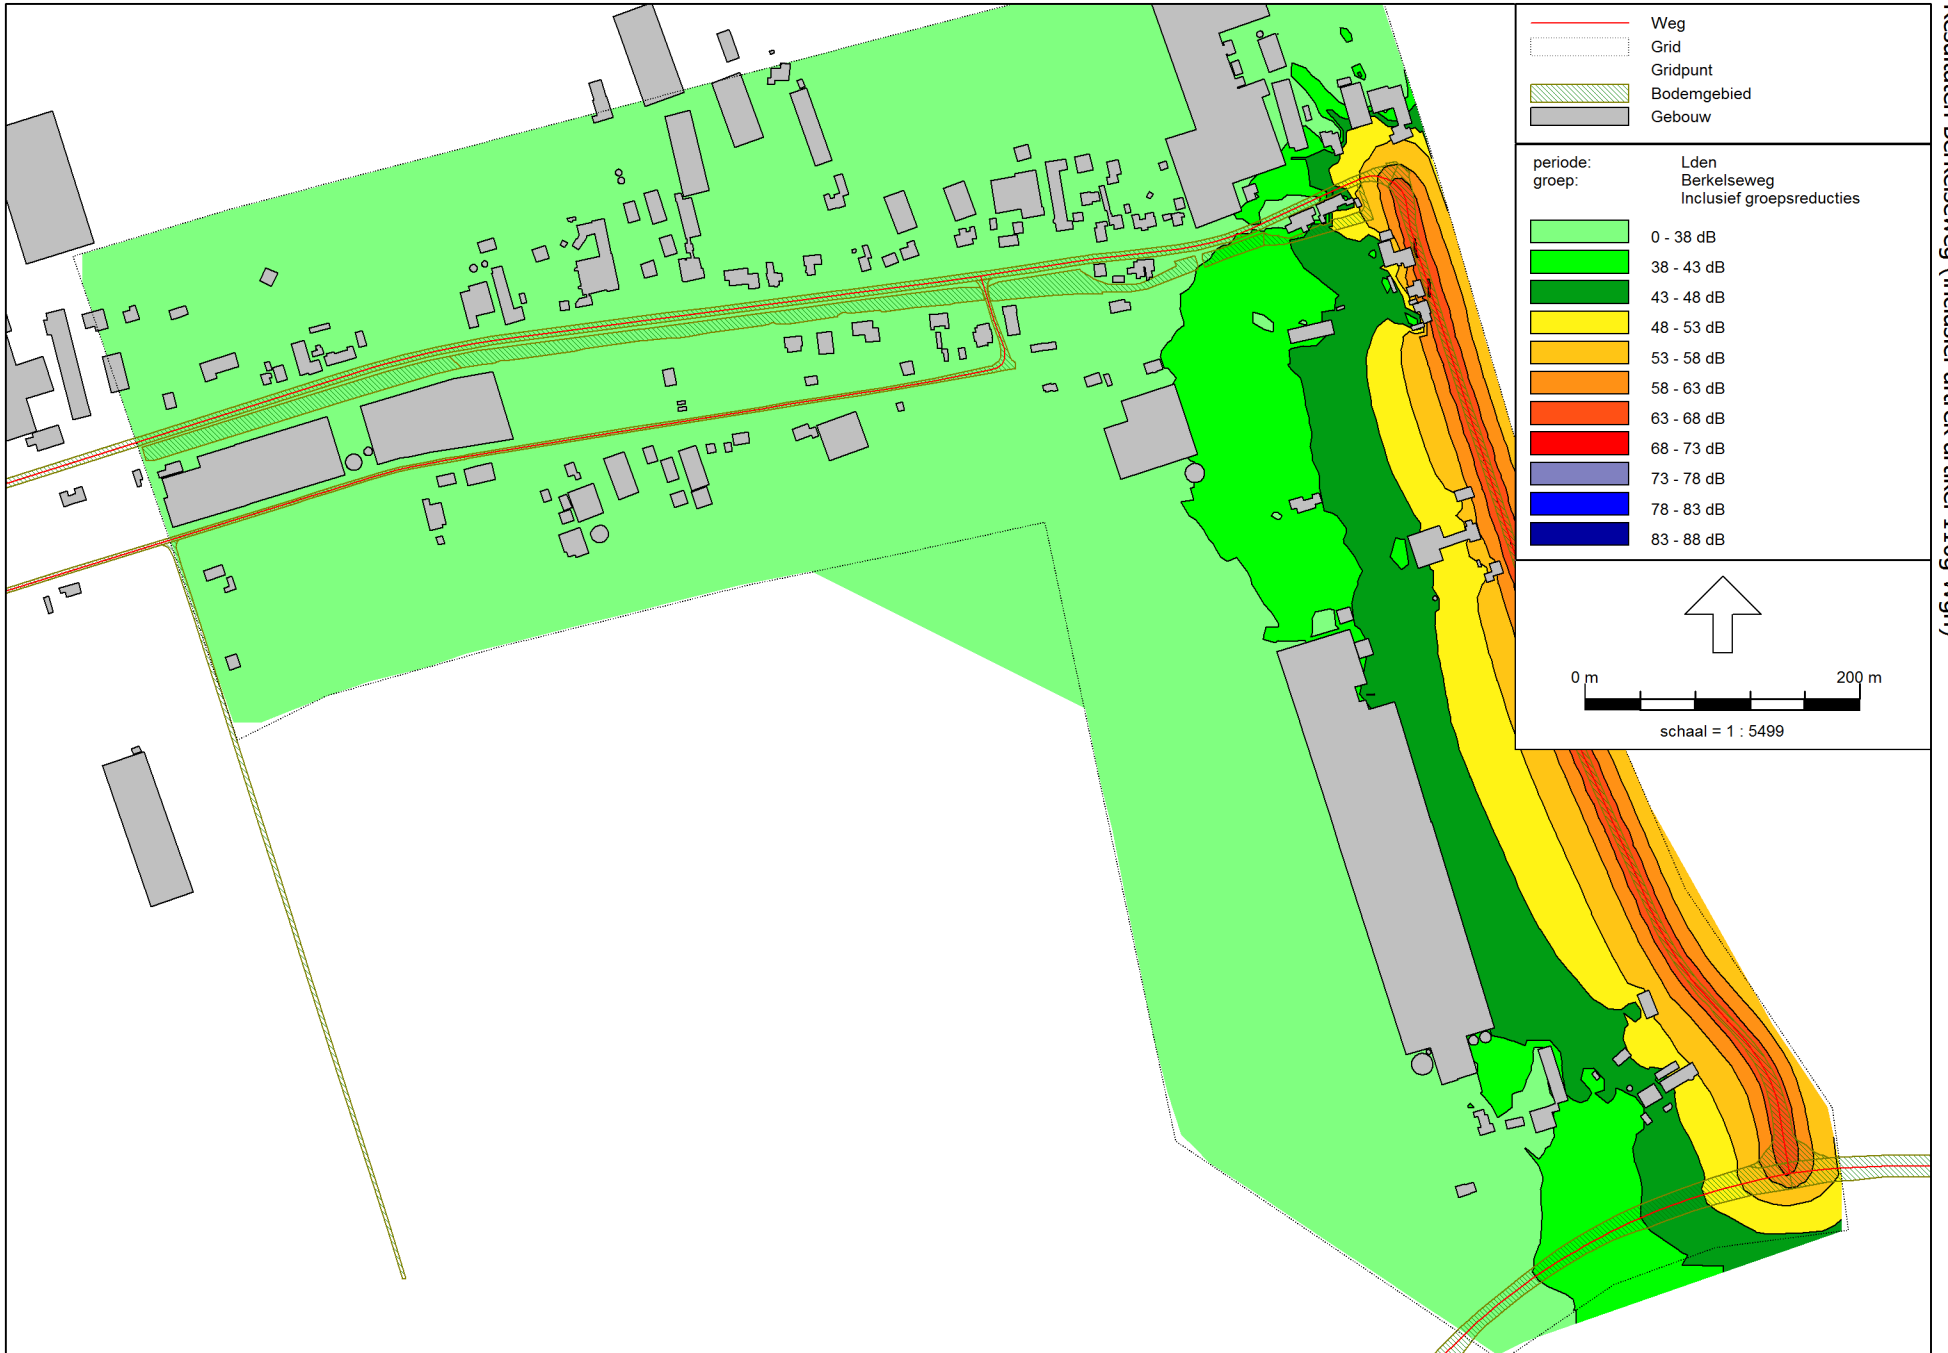 Weg
Grid
Gridpunt
Bodemgebied
Gebouw
periode: Lden
groep: Berkelseweg
Inclusief groepsreducties
0 - 38 dB
38 - 43 dB
43 - 48 dB
48 - 53 dB
53 - 58 dB
58 - 63 dB
63 - 68 dB
68 - 73 dB
73 - 78 dB
78 - 83 dB
83 - 88 dB
0 m 200 m
schaal = 1 : 5499